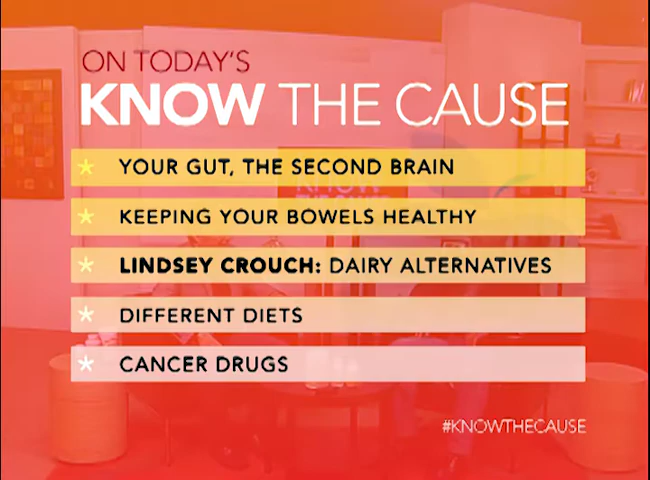 ON TODAY'S
KNOW THE CAUSE
YOUR GUT, THE SECOND BRAIN
KEEPING YOUR BOWELS HEALTHY
LINDSEY CROUCH: DAIRY ALTERNATIVES
DIFFERENT DIETS
CANCER DRUGS
#KNOWTHECAUSE